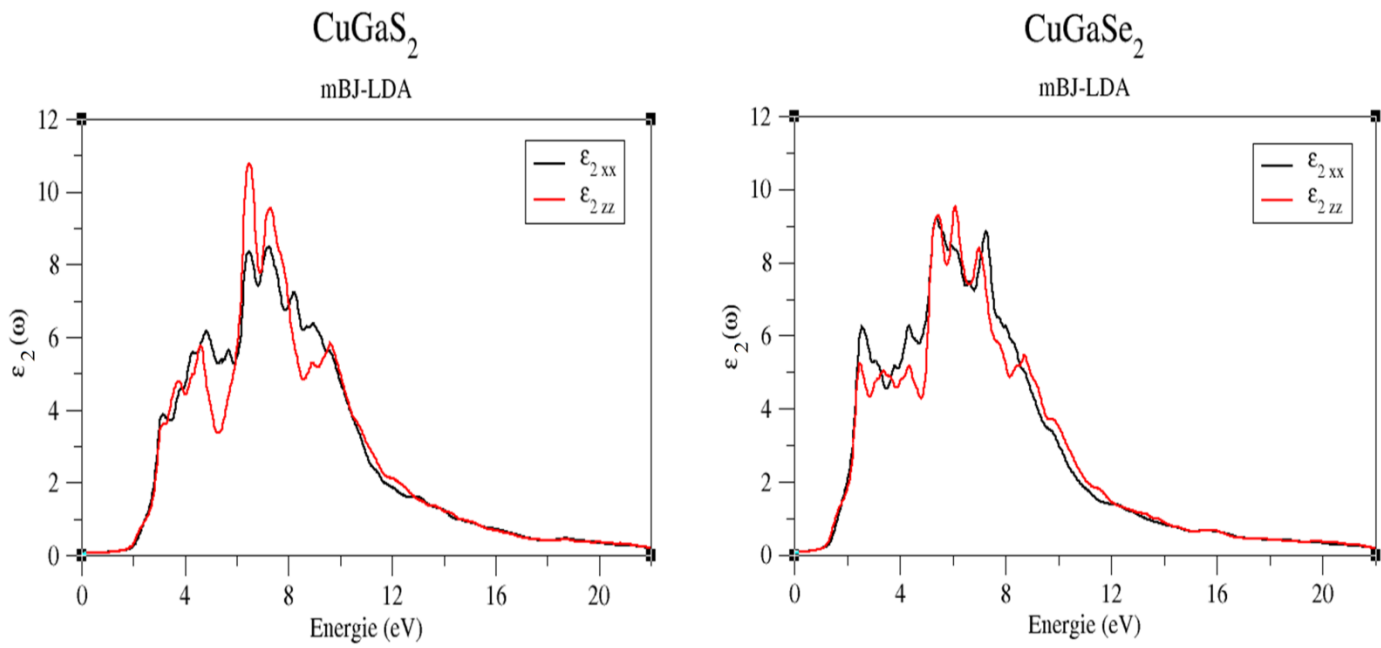 CuGaS2
mBJ-LDA
12
10
8
6
4
2
0
ε2 (ω)
ε2 xx
ε2 zz
0 4 8 12 16 20
Energie (eV)
CuGaSe2
mBJ-LDA
12
10
8
6
4
2
0
ε2 (ω)
ε2 xx
ε2 zz
0 4 8 12 16 20
Energie (eV)